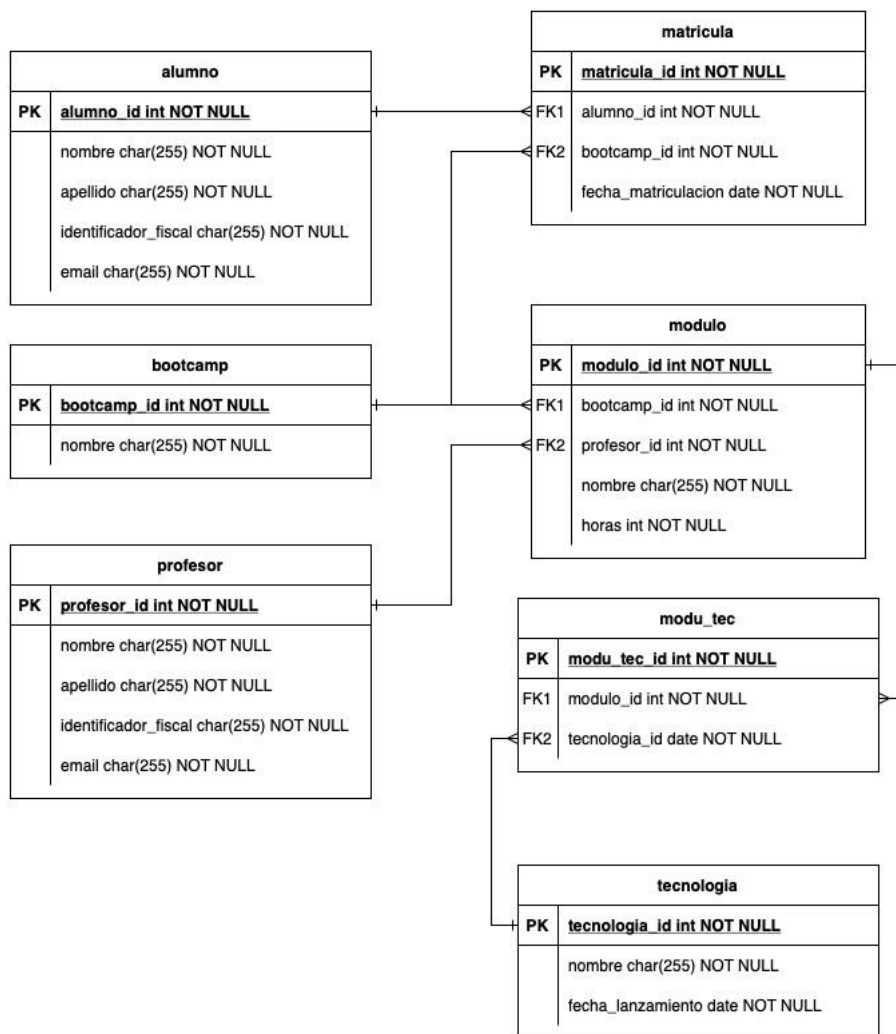 alumno
PK alumno_id int NOT NULL
nombre char(255) NOT NULL
apellido char(255) NOT NULL
identificador_fiscal char(255) NOT NULL
email char(255) NOT NULL
bootcamp
PK bootcamp_id int NOT NULL
nombre char(255) NOT NULL
profesor
PK profesor_id int NOT NULL
nombre char(255) NOT NULL
apellido char(255) NOT NULL
identificador_fiscal char(255) NOT NULL
email char(255) NOT NULL
matricula
PK matricula_id int NOT NULL
FK1 alumno_id int NOT NULL
FK2 bootcamp_id int NOT NULL
fecha_matriculacion date NOT NULL
modulo
PK modulo_id int NOT NULL
FK1 bootcamp_id int NOT NULL
FK2 profesor_id int NOT NULL
nombre char(255) NOT NULL
horas int NOT NULL
modu_tec
PK modu_tec_id int NOT NULL
FK1 modulo_id int NOT NULL
FK2 tecnologia_id date NOT NULL
tecnologia
PK tecnologia_id int NOT NULL
nombre char(255) NOT NULL
fecha_lanzamiento date NOT NULL